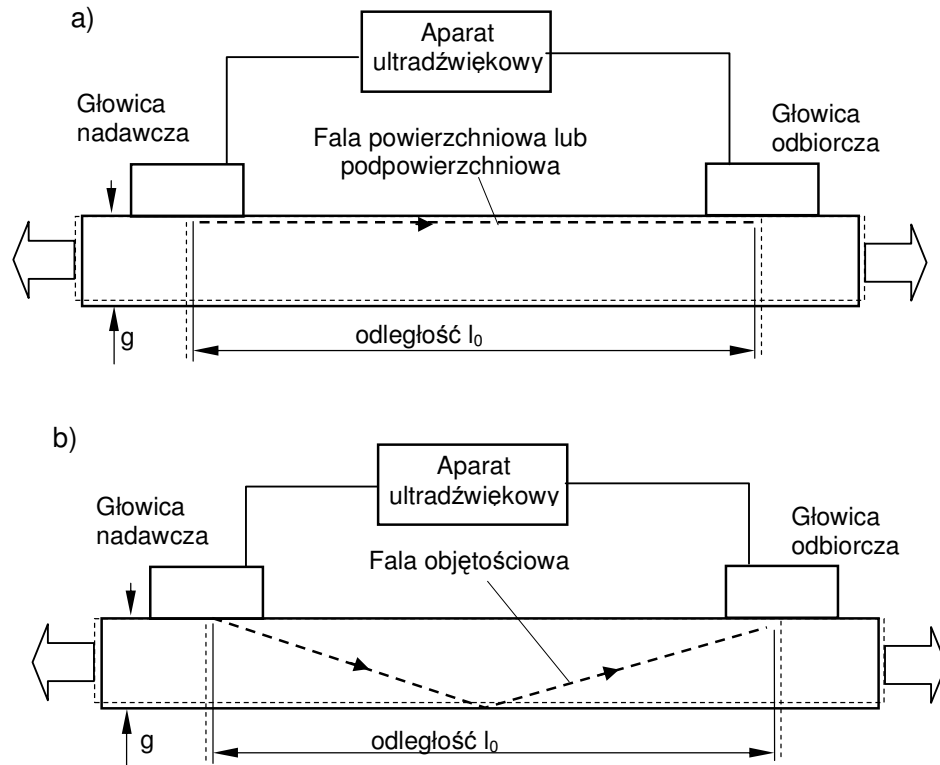 a)
Aparat
ultradźwiękowy
Głowica
nadawcza
Fala powierzchniowa lub
podpowierzchniowa
Głowica
odbiorcza
g
odległość l₀
b)
Aparat
ultradźwiękowy
Głowica
nadawcza
Fala objętościowa
Głowica
odbiorcza
g
odległość l₀